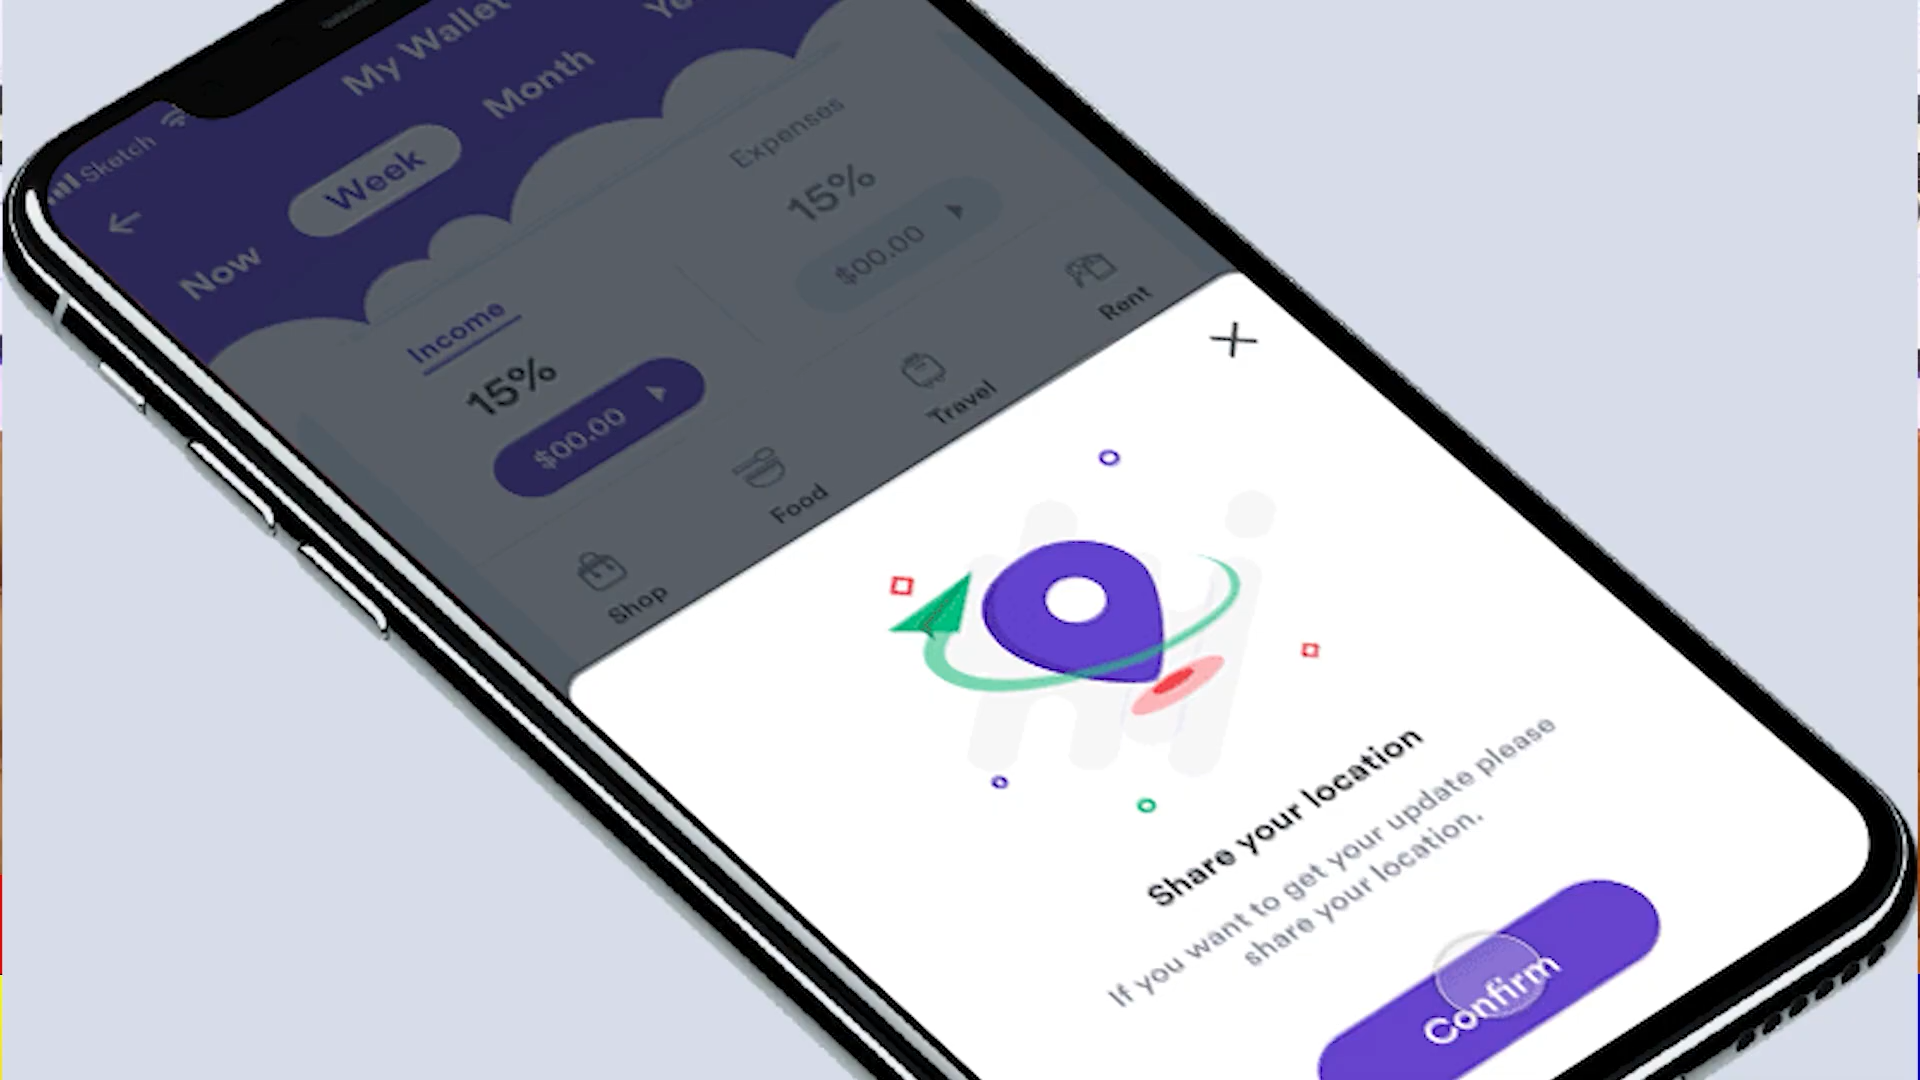 Sketch
My Wallet
Now
Week
Month
Income
15%
$00.00
Expenses
15%
$00.00
Shop
Food
Travel
Rent
Share your location
If you want to get your update please
share your location.
Confirm